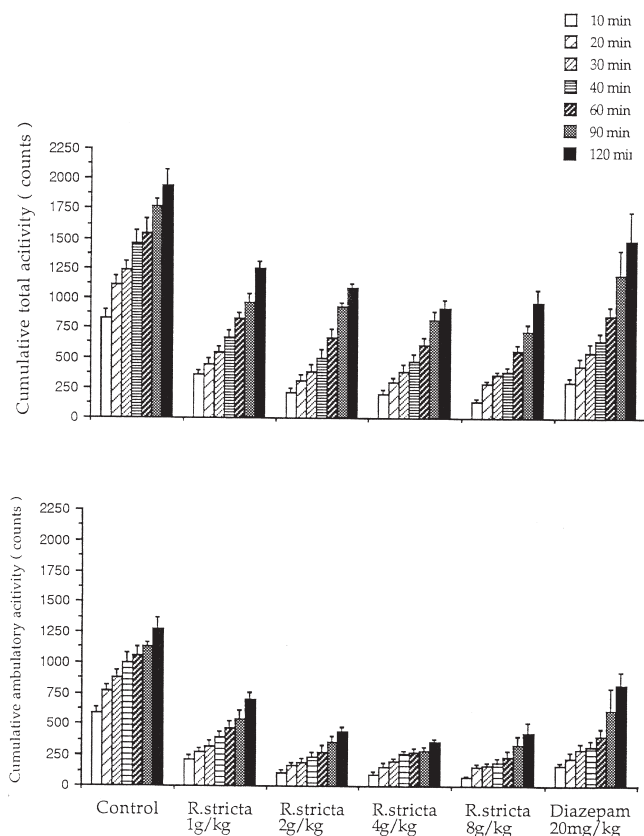 10 min
20 min
30 min
40 min
60 min
90 min
120 min
Cumulative total acitivity ( counts )
2250
2000
1750
1500
1250
1000
750
500
250
0
Cumulative ambulatory acitivity ( counts )
2250
2000
1750
1500
1250
1000
750
500
250
0
Control R.stricta R.stricta R.stricta R.stricta Diazepam
1g/kg 2g/kg 4g/kg 8g/kg 20mg/kg